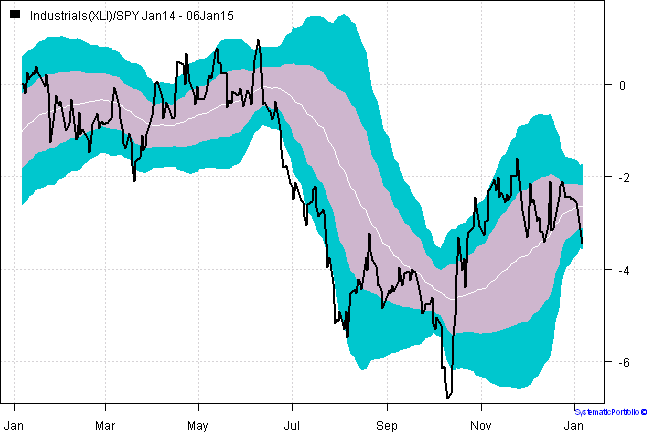 Industrials(XLI)/SPY Jan14 - 06Jan15
0
-2
-4
-6
Jan Mar May Jul Sep Nov Jan
SystematicPortfolio ©